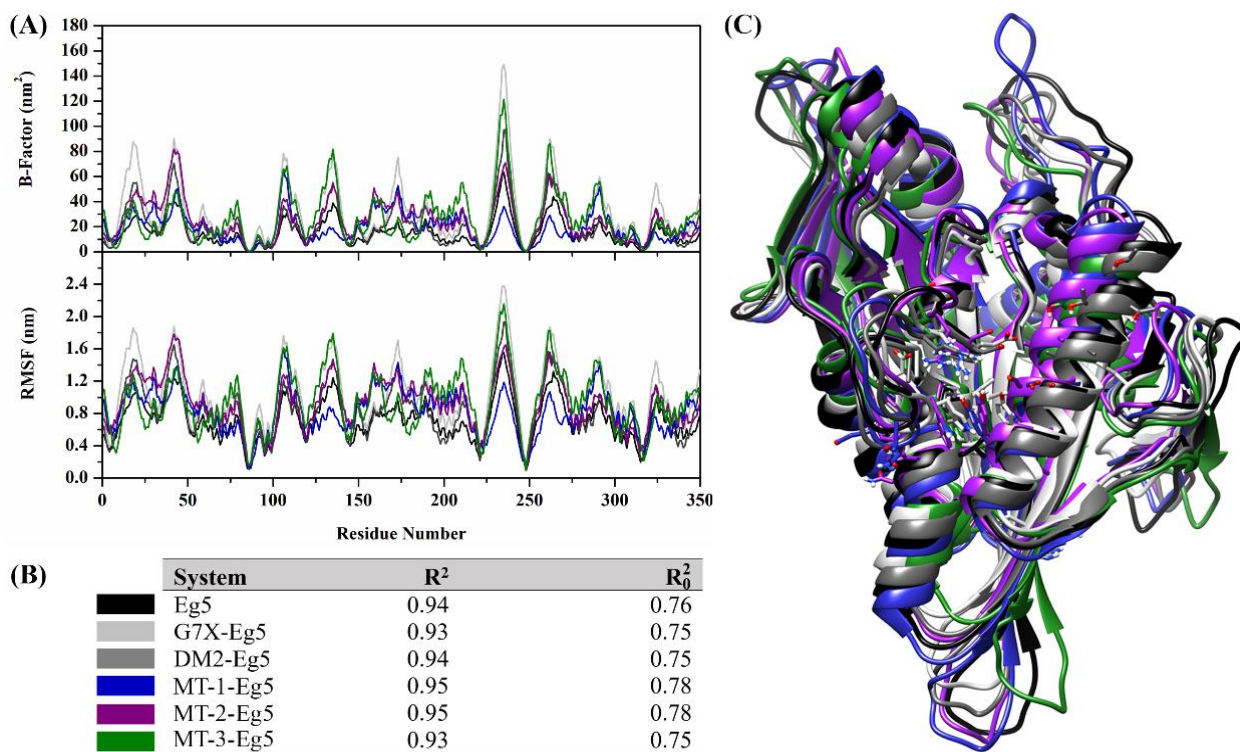 (A)
180
160
140
120
100
80
60
40
20
0
B-Factor (nm²)
2.4
2.0
1.6
1.2
0.8
0.4
0.0
RMSF (nm)
0 50 100 150 200 250 300 350
Residue Number
(B)
System R² R₀²
Eg5 0.94 0.76
G7X-Eg5 0.93 0.75
DM2-Eg5 0.94 0.75
MT-1-Eg5 0.95 0.78
MT-2-Eg5 0.95 0.78
MT-3-Eg5 0.93 0.75
(C)